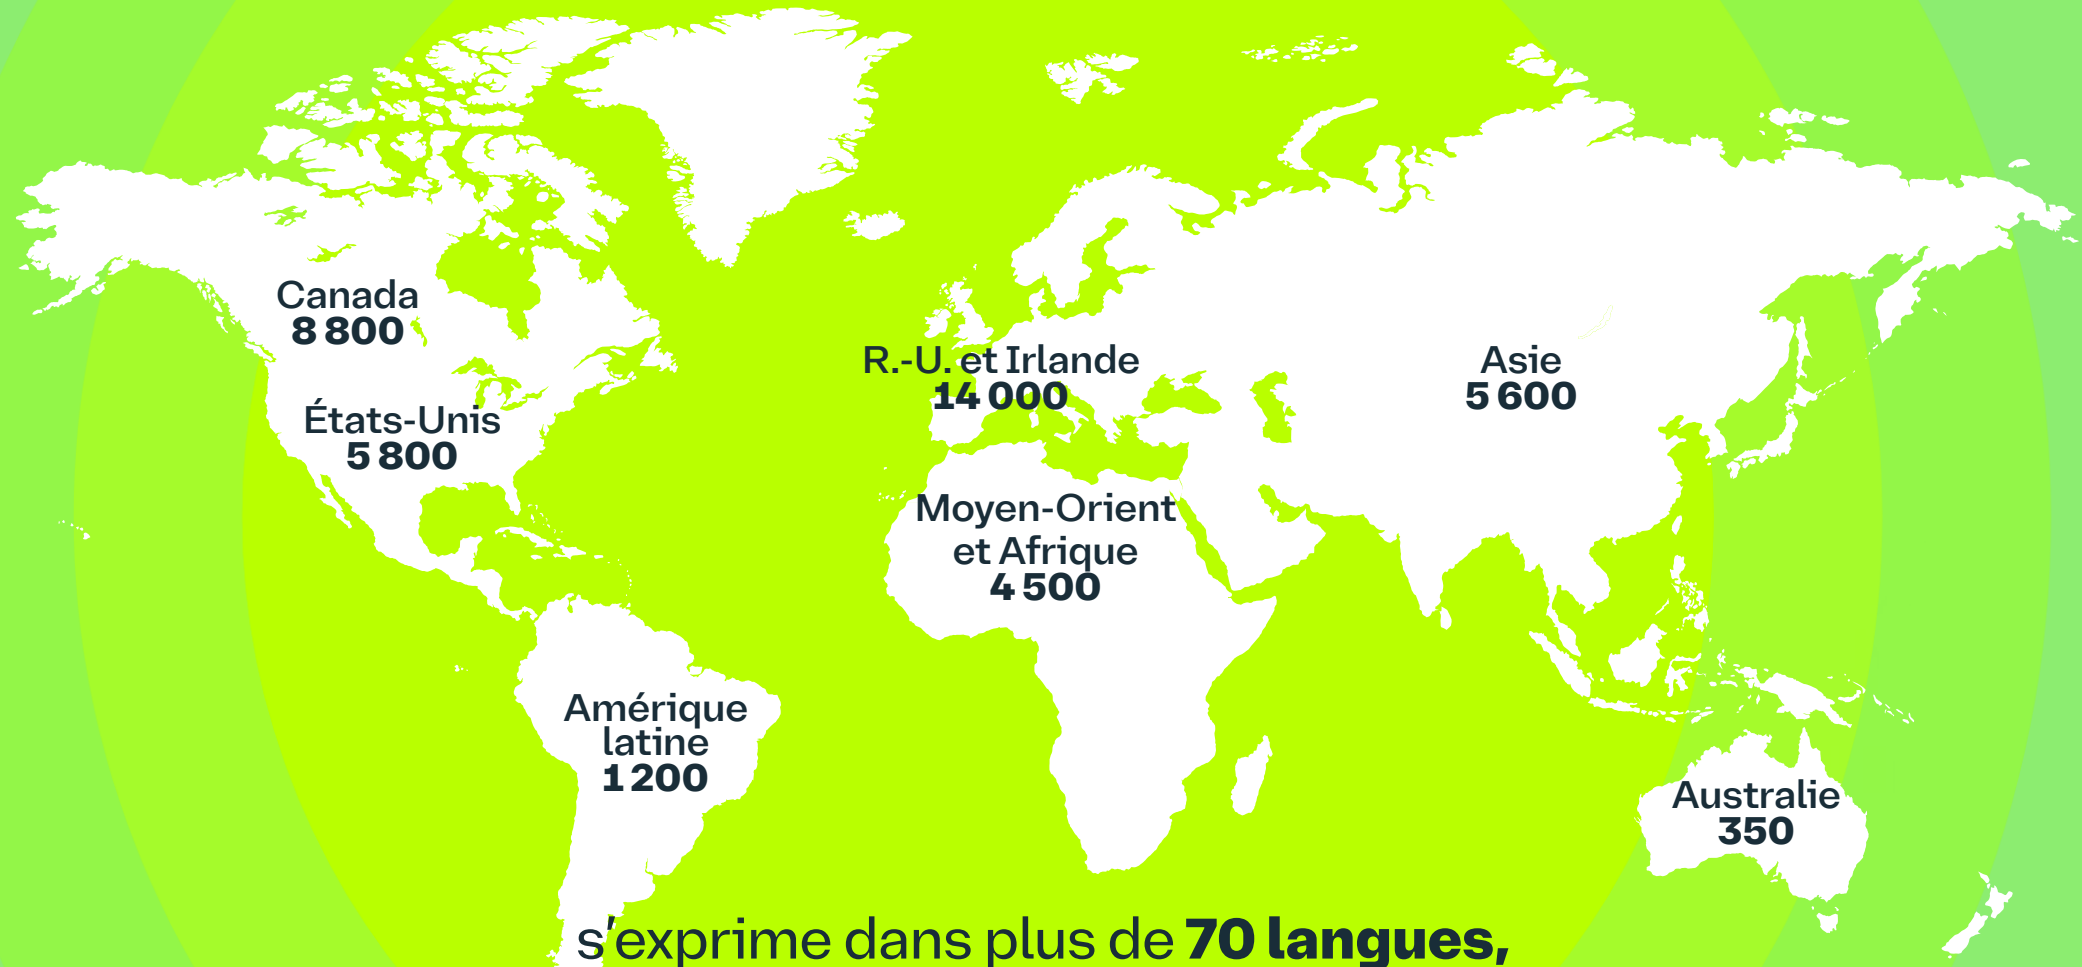 Canada
8 800
États-Unis
5 800
R.-U. et Irlande
14 000
Asie
5 600
Moyen-Orient
et Afrique
4 500
Amérique
latine
1 200
Australie
350
s’exprime dans plus de 70 langues,